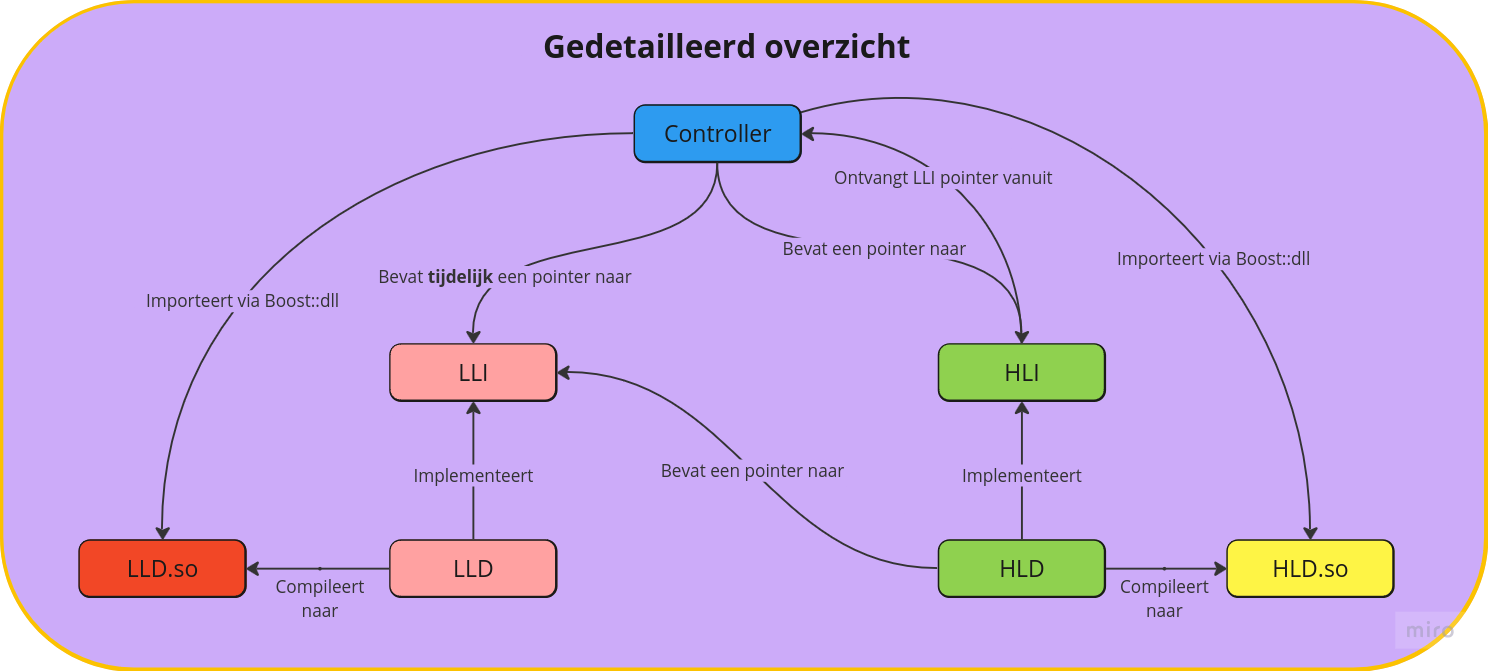 Gedetailleerd overzicht
Controller
Ontvangt LLI pointer vanuit
Bevat een pointer naar
Importeert via Boost::dll
Bevat tijdelijk een pointer naar
Importeert via Boost::dll
LLI
HLI
Bevat een pointer naar
Implementeert
Implementeert
LLD.so
LLD
HLD
HLD.so
Compileert
naar
Compileert
naar
miro